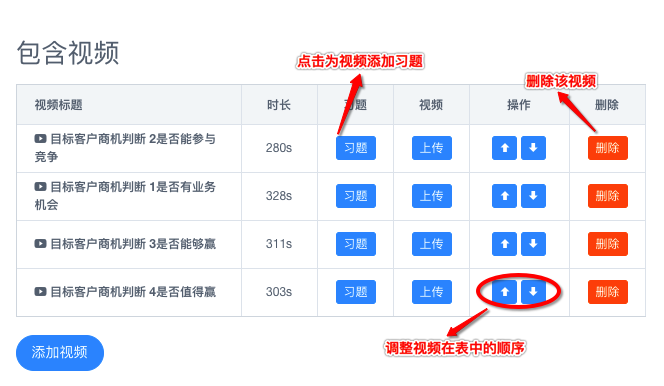 包含视频
点击为视频添加习题
删除该视频
视频标题 时长 习题 视频 操作 删除
目标客户商机判断 2是否能参与
竞争
280s 习题 上传 删除
目标客户商机判断 1是否有业务
机会
328s 习题 上传 删除
目标客户商机判断 3是否能够赢 311s 习题 上传 删除
目标客户商机判断 4是否值得赢 303s 习题 上传 删除
调整视频在表中的顺序
添加视频